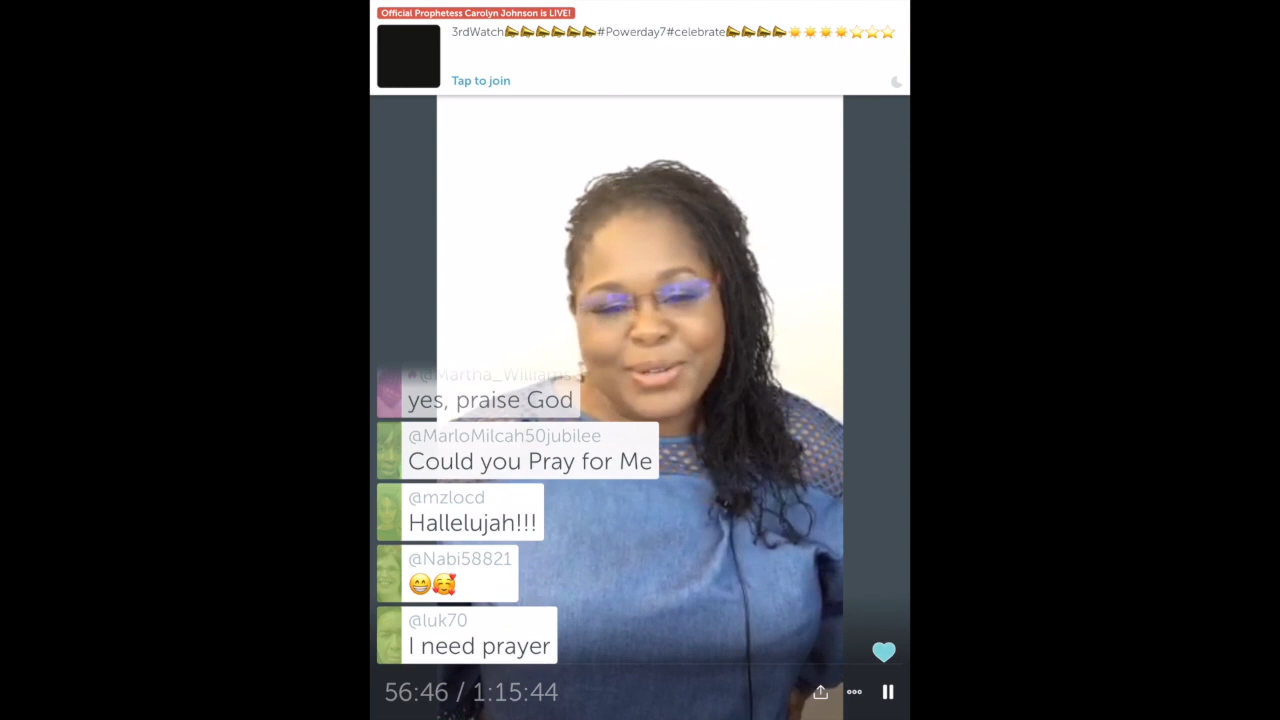 Official Prophetess Carolyn Johnson is LIVE!
3rdWatch📣📣📣📣📣📣#Powerday7#celebrate📣📣📣📣☀️☀️☀️☀️⭐⭐⭐
Tap to join
@Martha_Williams
yes, praise God
@MarloMilcah50jubilee
Could you Pray for Me
@mzlocd
Hallelujah!!!
@Nabi58821
😁🥰
@luk70
I need prayer
56:46 / 1:15:44